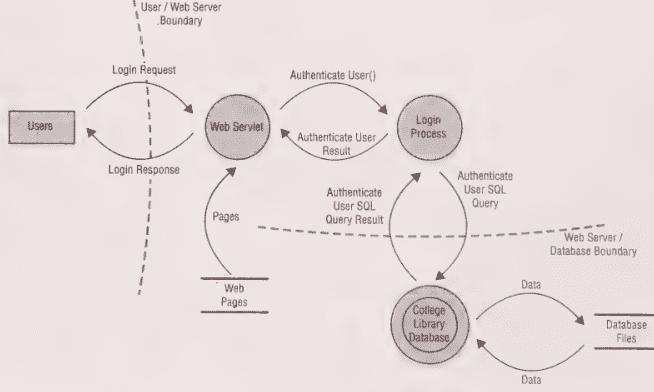 User / Web Server
Boundary
Login Request
Authenticate User()
Users
Web Servlet
Login
Process
Authenticate User
Result
Login Response
Authenticate
User SQL
Query Result
Authenticate
User SQL
Query
Pages
Web Server /
Database Boundary
Web
Pages
College
Library
Database
Data
Database
Files
Data